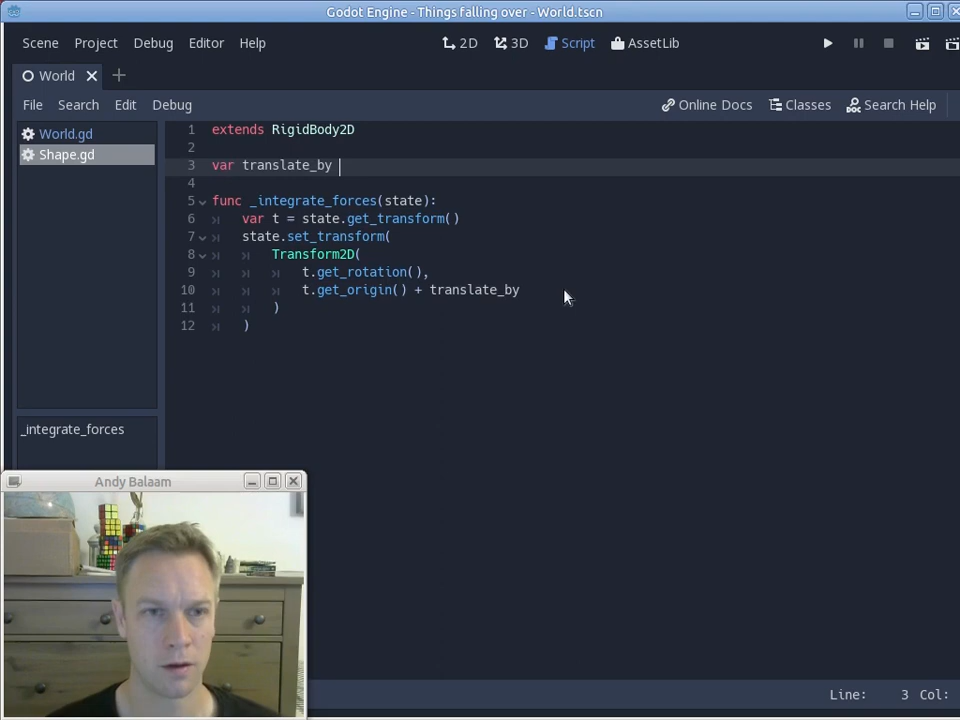 Godot Engine - Things falling over - World.tscn
Scene Project Debug Editor Help 2D 3D Script AssetLib
World
File Search Edit Debug Online Docs Classes Search Help
World.gd
Shape.gd
1 extends RigidBody2D
2
3 var translate_by
4
5 func _integrate_forces(state):
6 var t = state.get_transform()
7 state.set_transform(
8 Transform2D(
9 t.get_rotation(),
10 t.get_origin() + translate_by
11 )
12 )
_integrate_forces
Andy Balaam
Line: 3 Col: